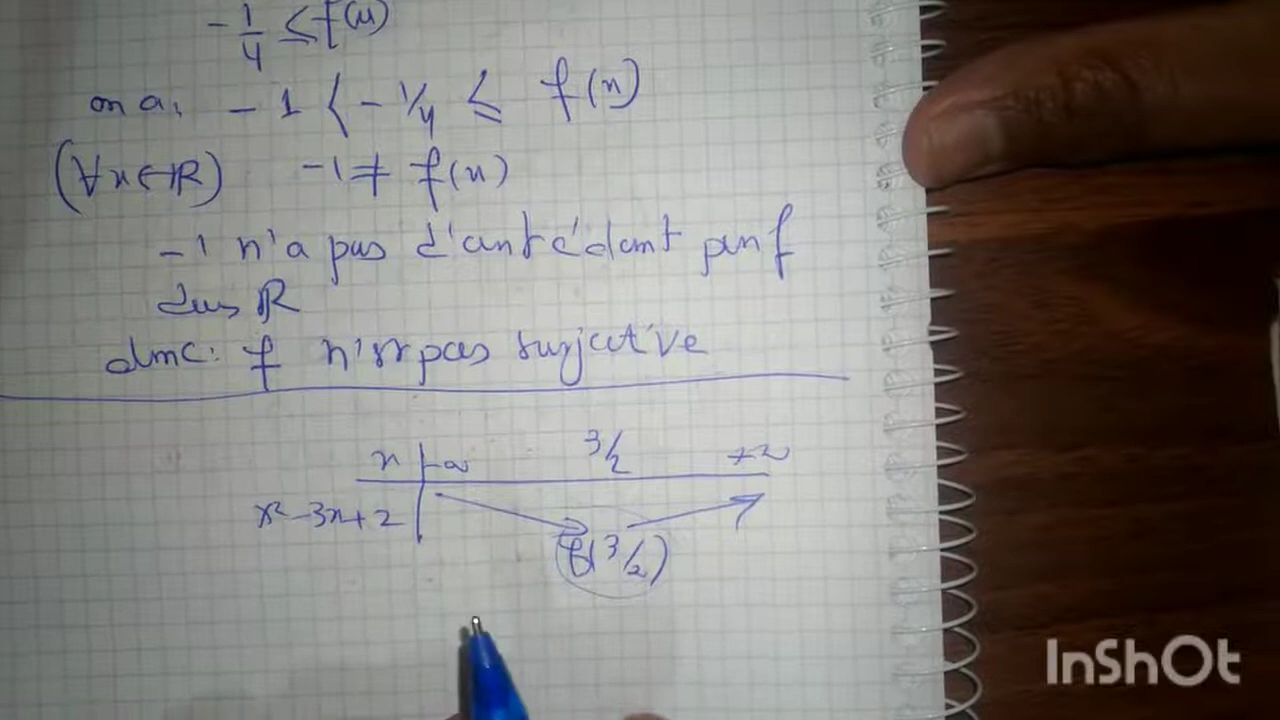 -1/4 ≤ f(x)
on a, -1 < -1/4 ≤ f(x)
(∀x∈ℝ) -1 ≠ f(x)
-1 n'a pas d'antécédant par f
dans ℝ
donc: f n'est pas surjective
x -∞ 3/2 +∞
x²-3x+2
f(3/2)
InShOt